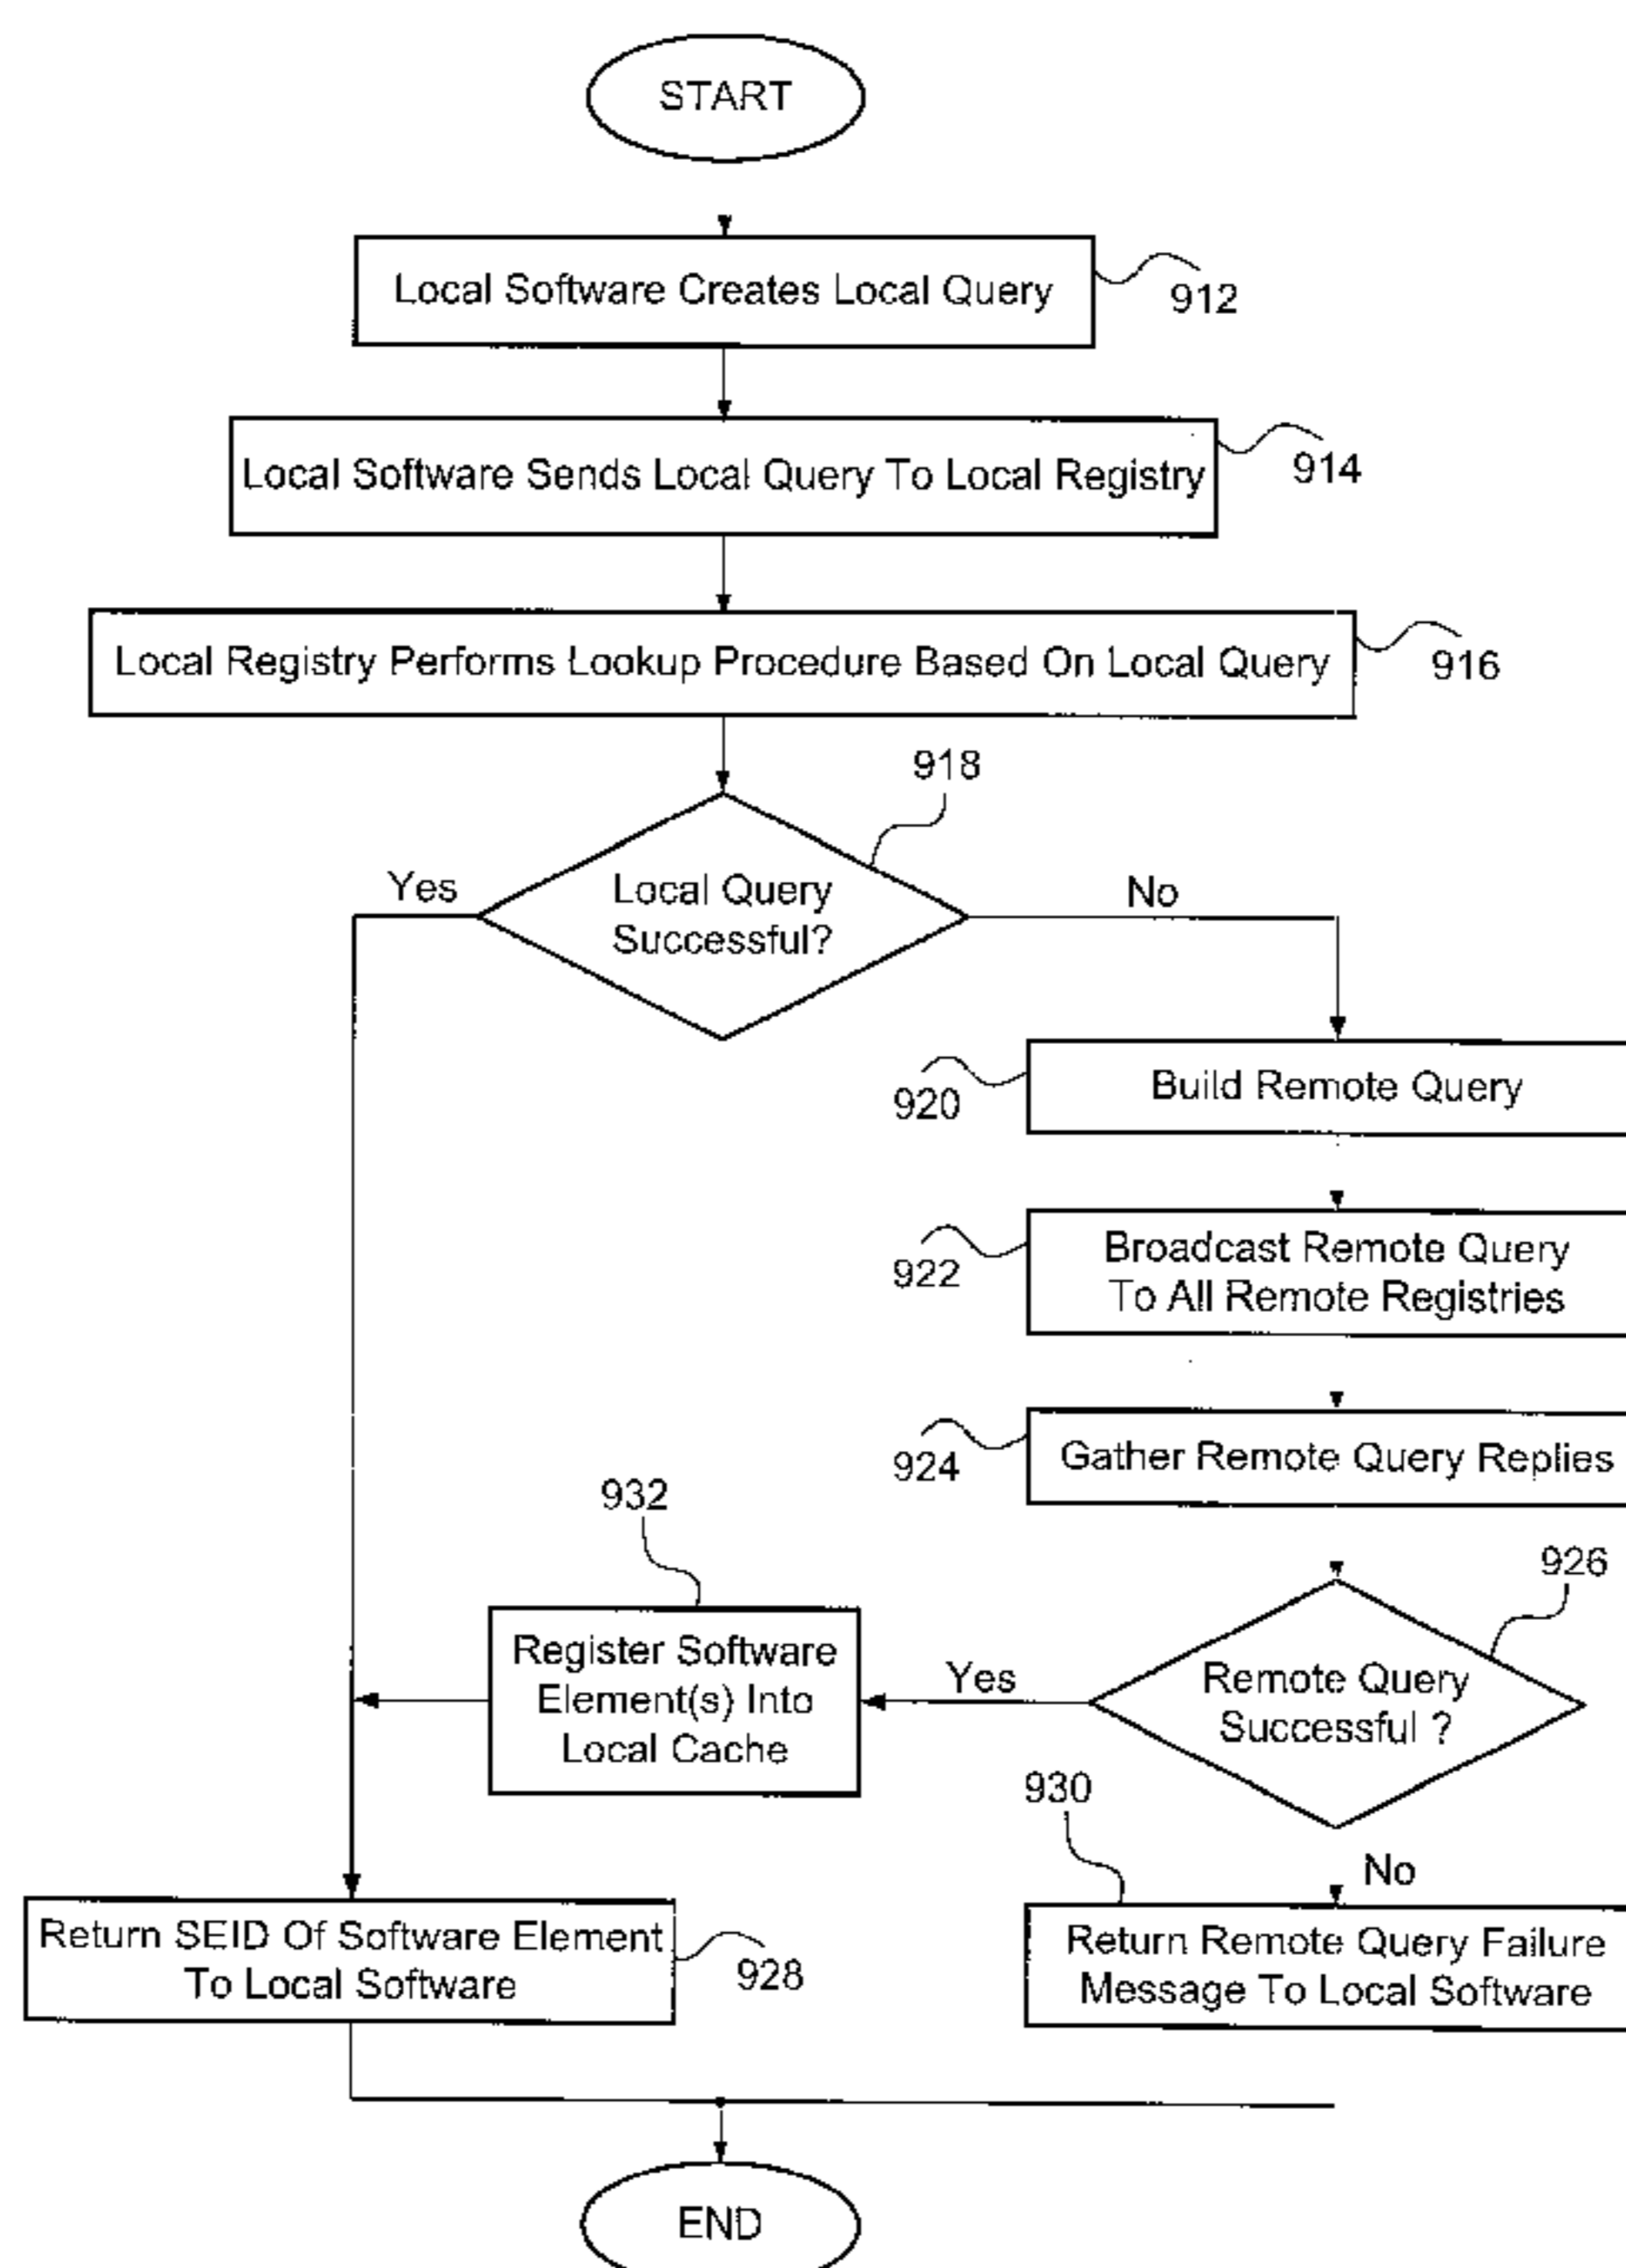 START
Local Software Creates Local Query
912
Local Software Sends Local Query To Local Registry
914
Local Registry Performs Lookup Procedure Based On Local Query
916
918
Local Query
Successful?
Yes
No
920
Build Remote Query
922
Broadcast Remote Query
To All Remote Registries
924
Gather Remote Query Replies
926
Remote Query
Successful ?
Yes
932
Register Software
Element(s) Into
Local Cache
No
930
Return Remote Query Failure
Message To Local Software
Return SEID Of Software Element
To Local Software
928
END